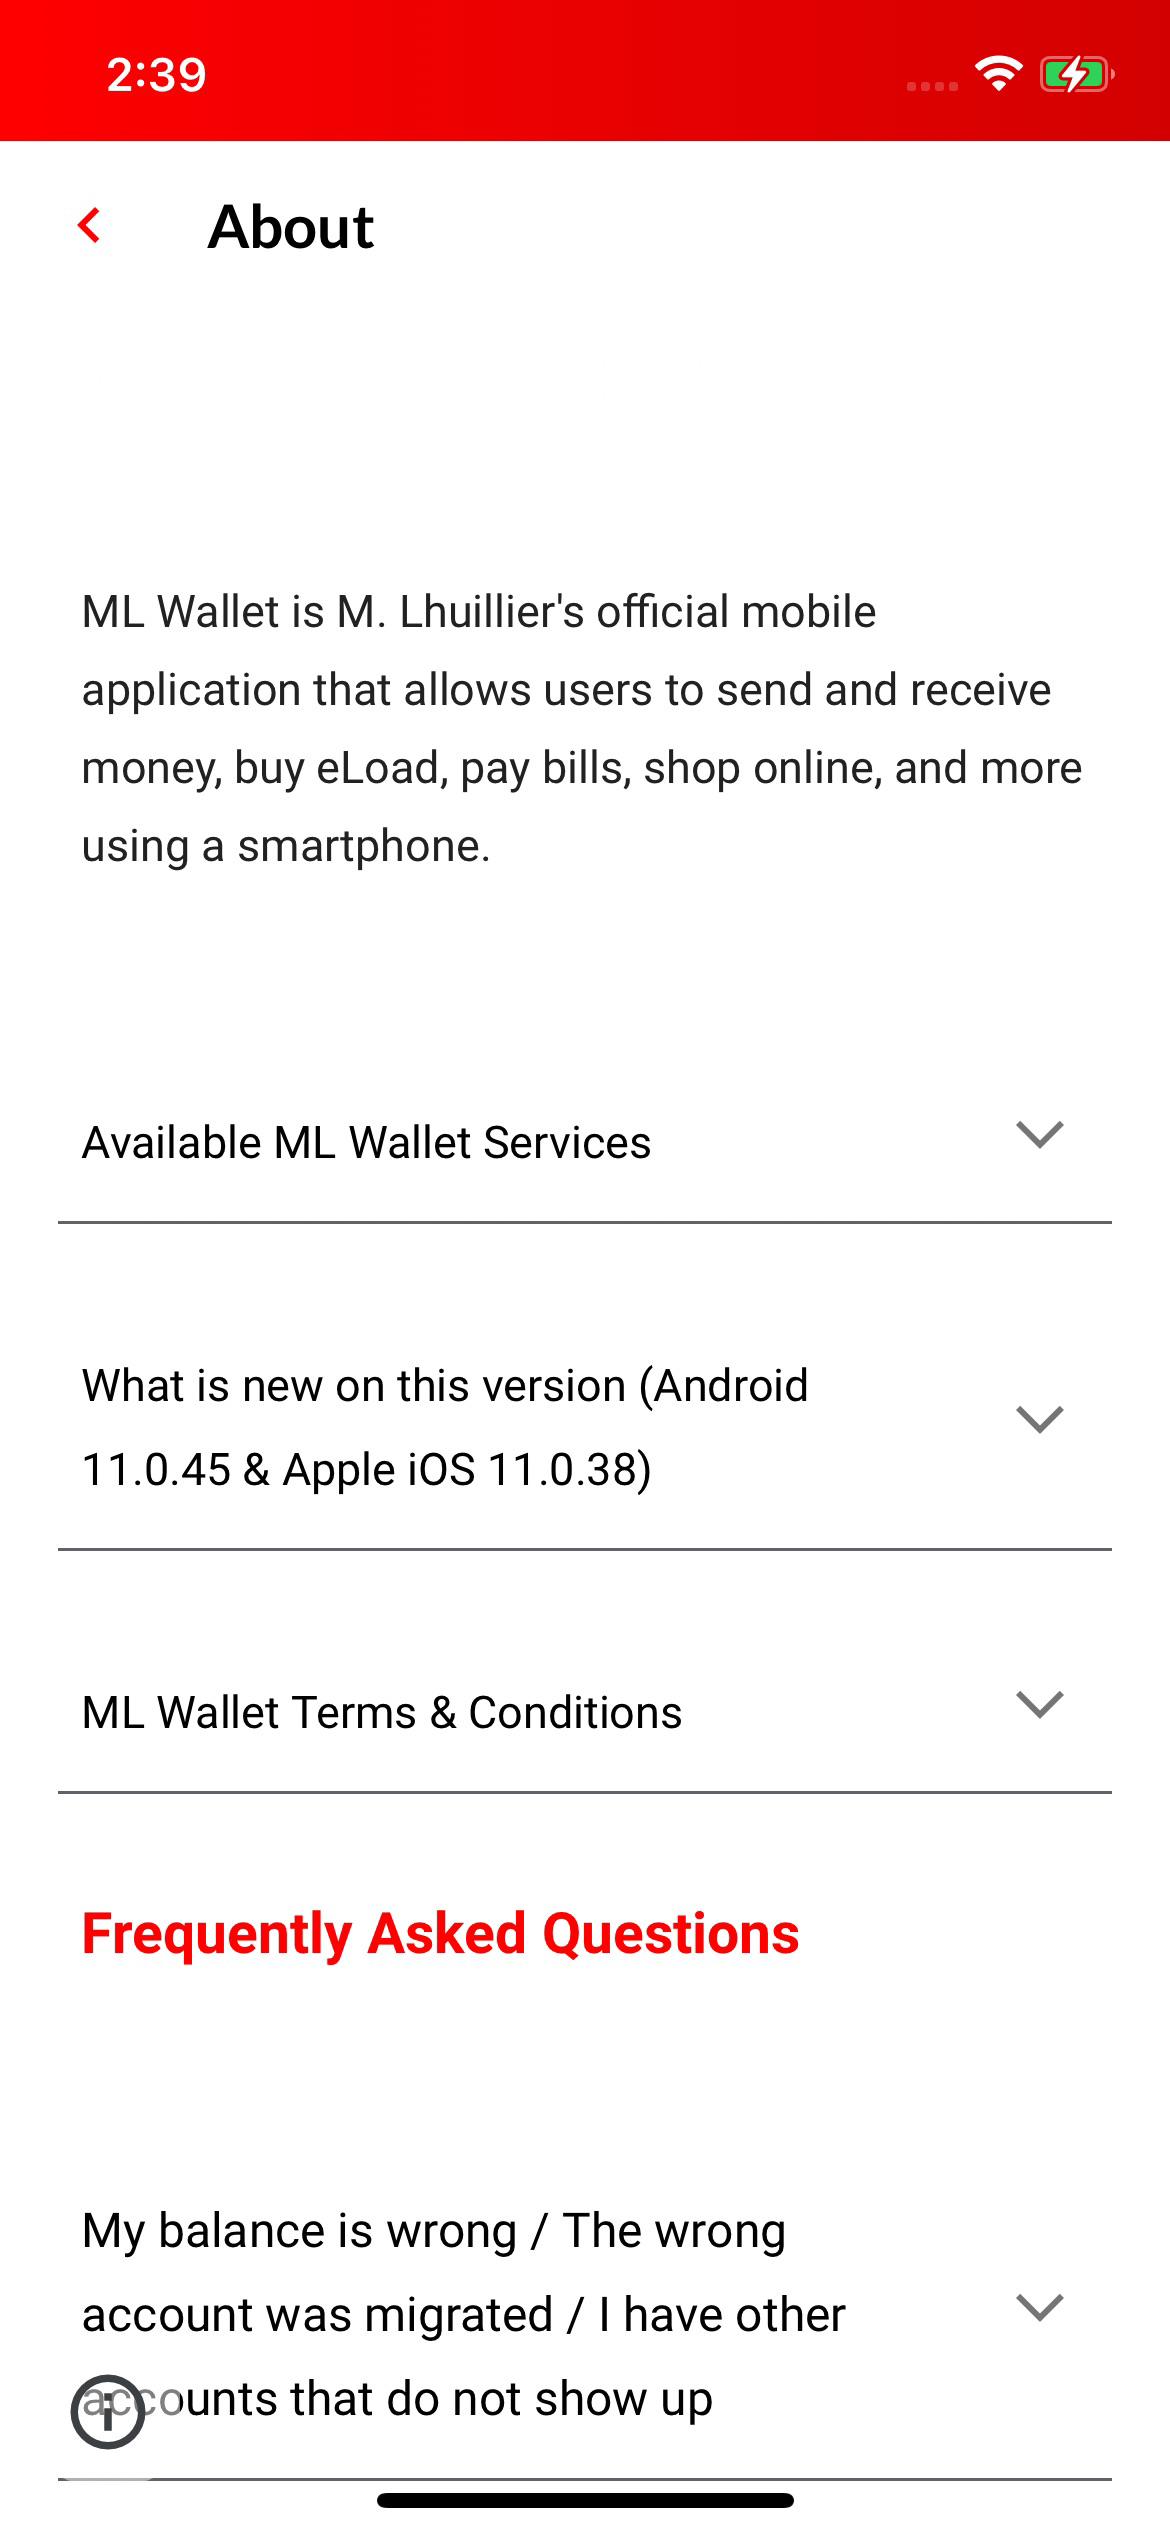 2:39
About
ML Wallet is M. Lhuillier's official mobile
application that allows users to send and receive
money, buy eLoad, pay bills, shop online, and more
using a smartphone.
Available ML Wallet Services
What is new on this version (Android
11.0.45 & Apple iOS 11.0.38)
ML Wallet Terms & Conditions
Frequently Asked Questions
My balance is wrong / The wrong
account was migrated / I have other
accounts that do not show up